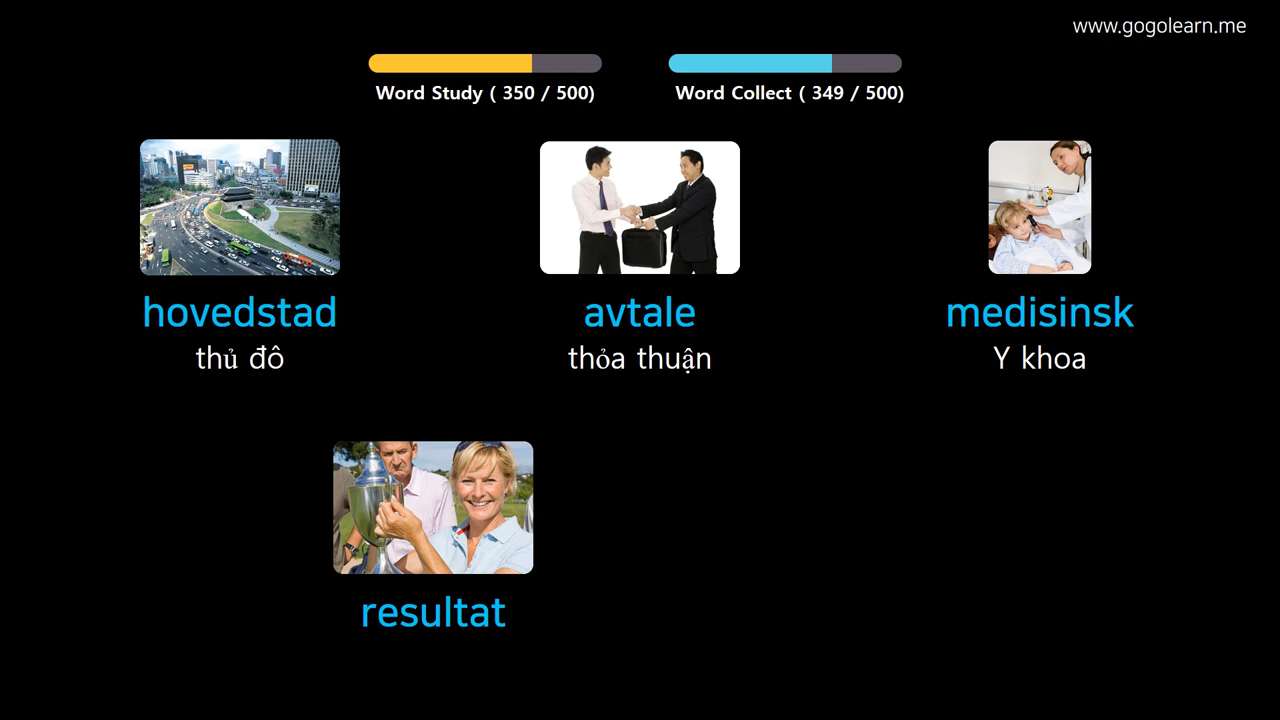 www.gogolearn.me
Word Study ( 350 / 500)
Word Collect ( 349 / 500)
hovedstad
thủ đô
avtale
thỏa thuận
medisinsk
Y khoa
resultat